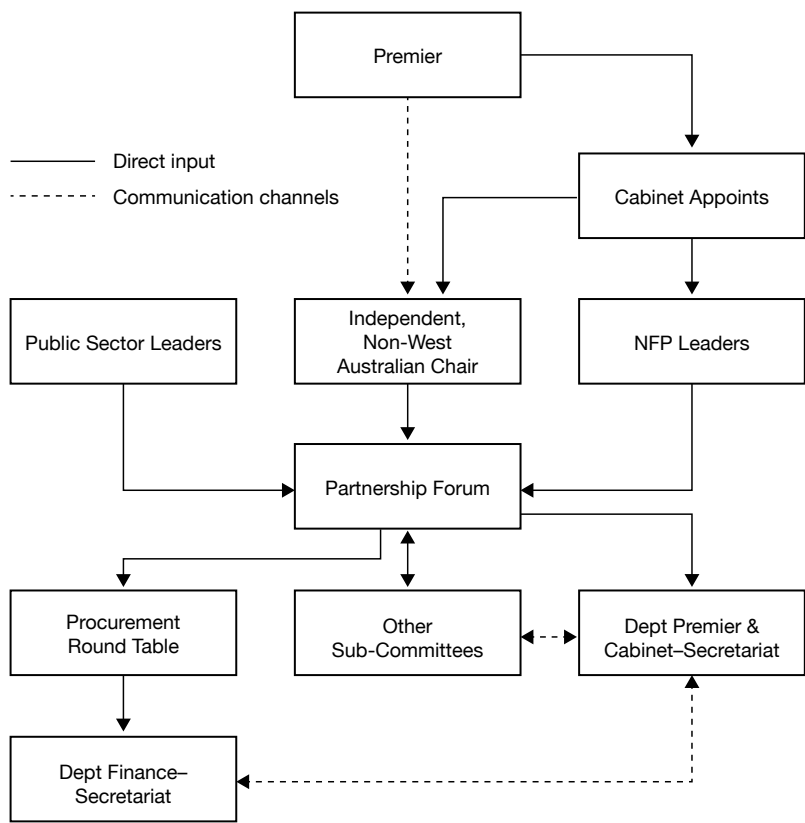 Premier
Direct input
Communication channels
Cabinet Appoints
Public Sector Leaders
Independent,
Non-West
Australian Chair
NFP Leaders
Partnership Forum
Procurement
Round Table
Other
Sub-Committees
Dept Premier &
Cabinet–Secretariat
Dept Finance–
Secretariat